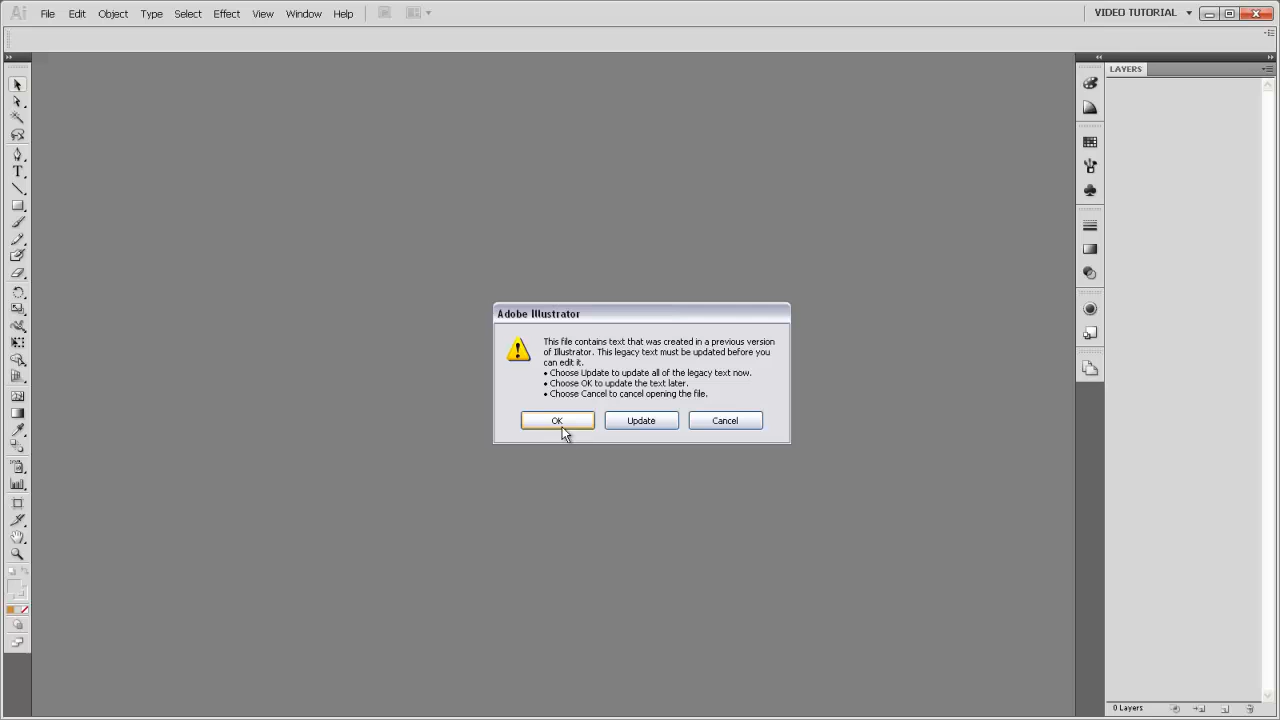 Ai File Edit Object Type Select Effect View Window Help Br VIDEO TUTORIAL
LAYERS
T
Adobe Illustrator
This file contains text that was created in a previous version
of Illustrator. This legacy text must be updated before you
can edit it.
• Choose Update to update all of the legacy text now.
• Choose OK to update the text later.
• Choose Cancel to cancel opening the file.
OK Update Cancel
0 Layers